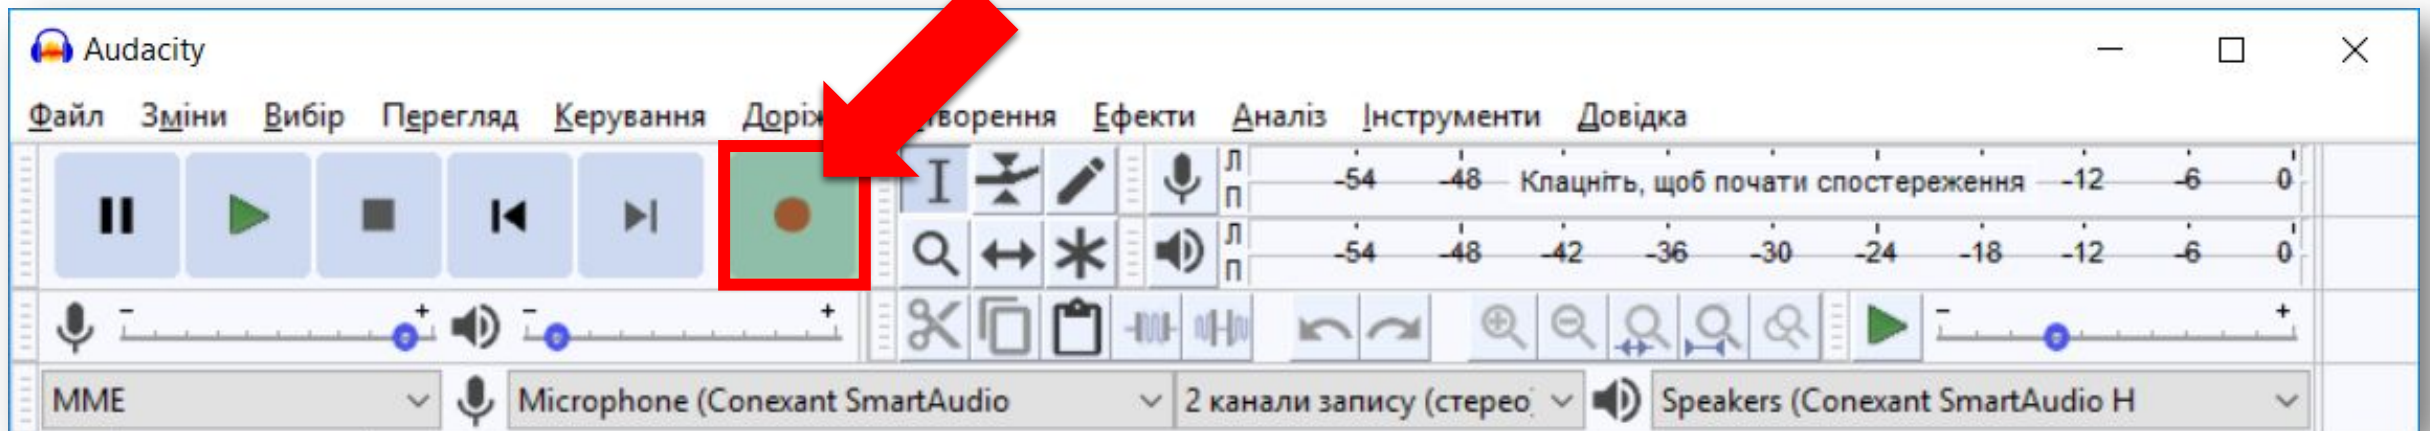 Audacity
Файл Зміни Вибір Перегляд Керування Ефекти Аналіз Інструменти Довідка
Л
П
-54 -48 Клацніть, щоб почати спостереження -12 -6 0
Л
П
-54 -48 -42 -36 -30 -24 -18 -12 -6 0
- + - + - +
MME Microphone (Conexant SmartAudio 2 канали запису (стерео) Speakers (Conexant SmartAudio H